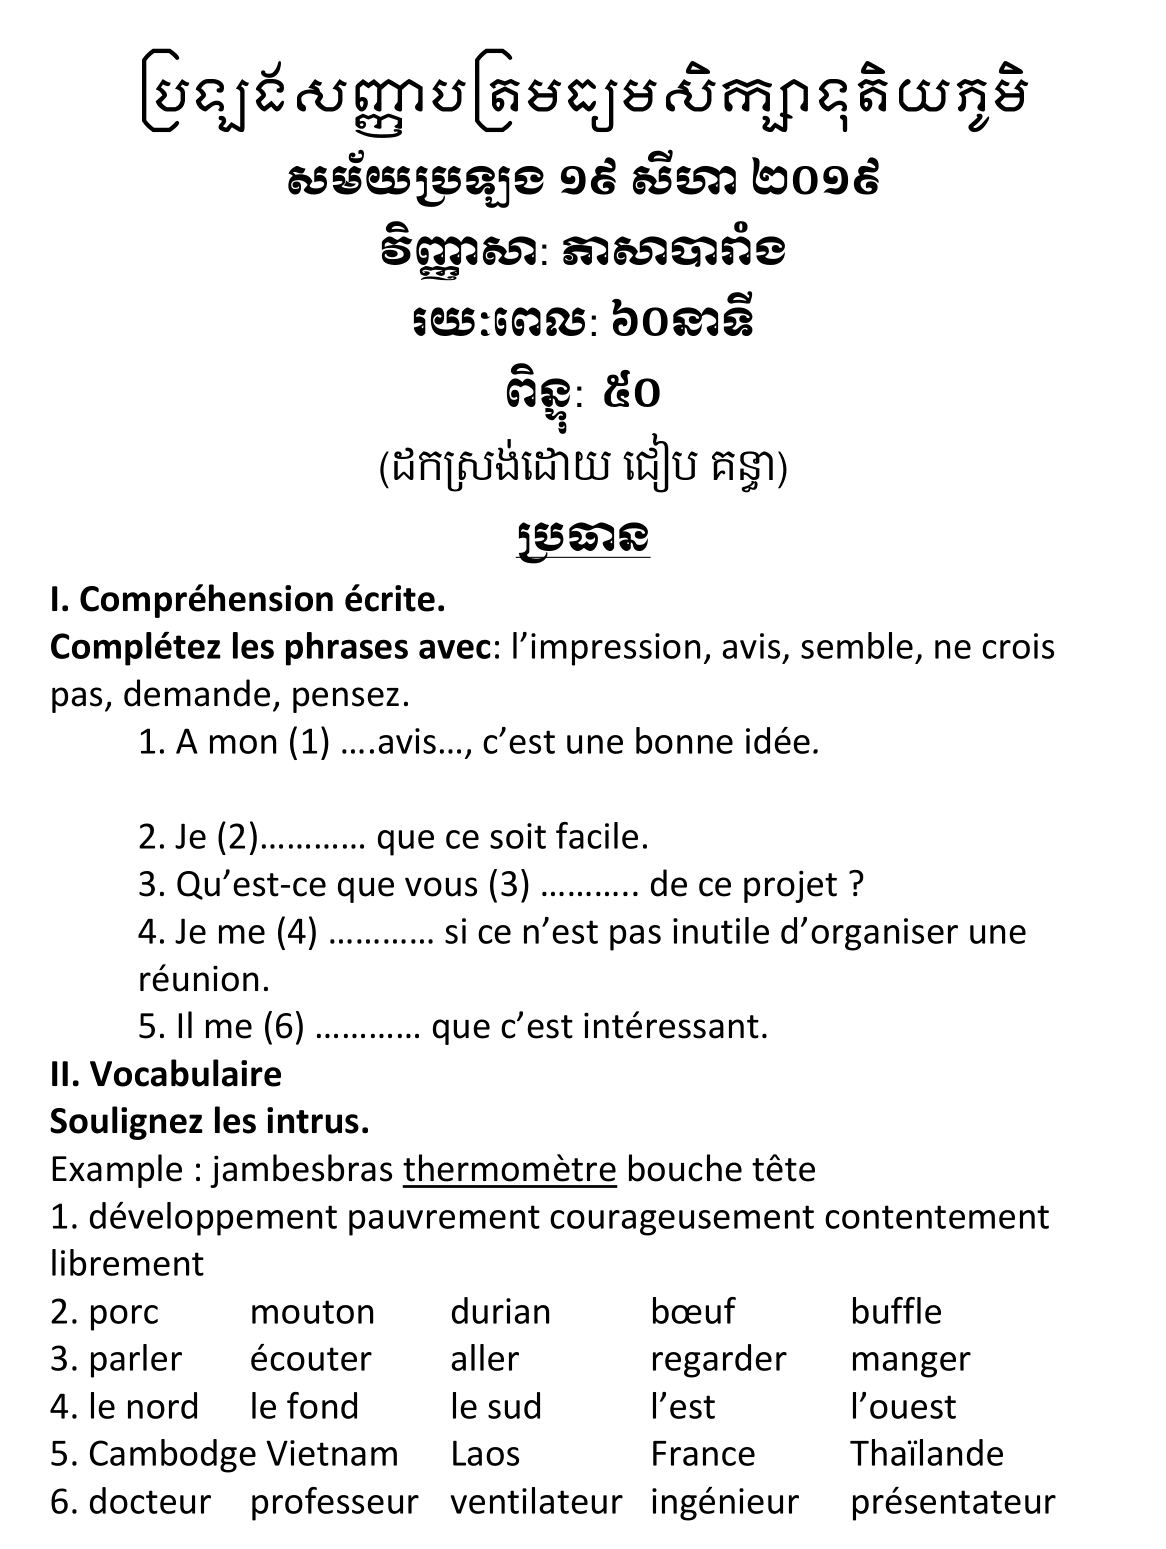 ប្រឡងសញ្ញាបត្រមធ្យមសិក្សាទុតិយភូមិ
សម័យប្រឡង ១៩ សីហា ២០១៩
វិញ្ញាសា: ភាសាបារាំង
រយៈពេល: ៦០នាទី
ពិន្ទុ: ៥០
(ដកស្រង់ដោយ ជៀប គន្ធា)
ប្រធាន
I. Compréhension écrite.
Complétez les phrases avec: l’impression, avis, semble, ne crois
pas, demande, pensez.
1. A mon (1) ….avis…, c’est une bonne idée.
2. Je (2)………… que ce soit facile.
3. Qu’est-ce que vous (3) ……….. de ce projet ?
4. Je me (4) ………… si ce n’est pas inutile d’organiser une
réunion.
5. Il me (6) ………… que c’est intéressant.
II. Vocabulaire
Soulignez les intrus.
Example : jambesbras thermomètre bouche tête
1. développement pauvrement courageusement contentement
librement
2. porc mouton durian bœuf buffle
3. parler écouter aller regarder manger
4. le nord le fond le sud l’est l’ouest
5. Cambodge Vietnam Laos France Thaïlande
6. docteur professeur ventilateur ingénieur présentateur